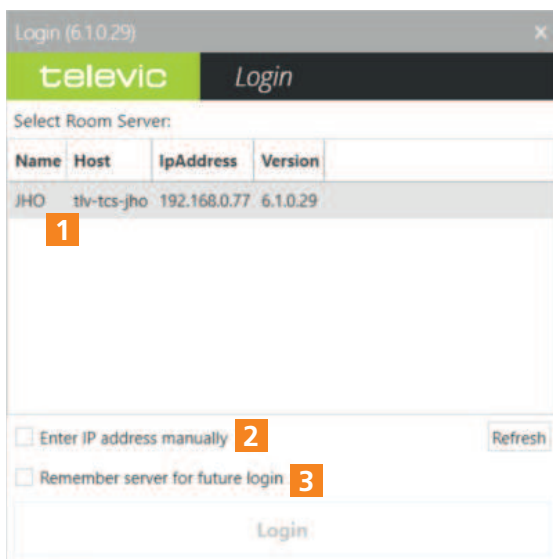 Login (6.1.0.29) ×
televic Login
Select Room Server:
Name Host IpAddress Version
JHO tlv-tcs-jho 192.168.0.77 6.1.0.29
1
Enter IP address manually 2 Refresh
Remember server for future login 3
Login